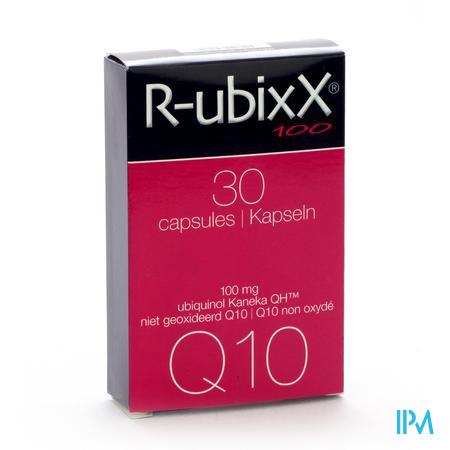 R-ubixX®
100
30
capsules | Kapseln
100 mg
ubiquinol Kaneka QH™
niet geoxideerd Q10 | Q10 non oxydé
Q10
IPM